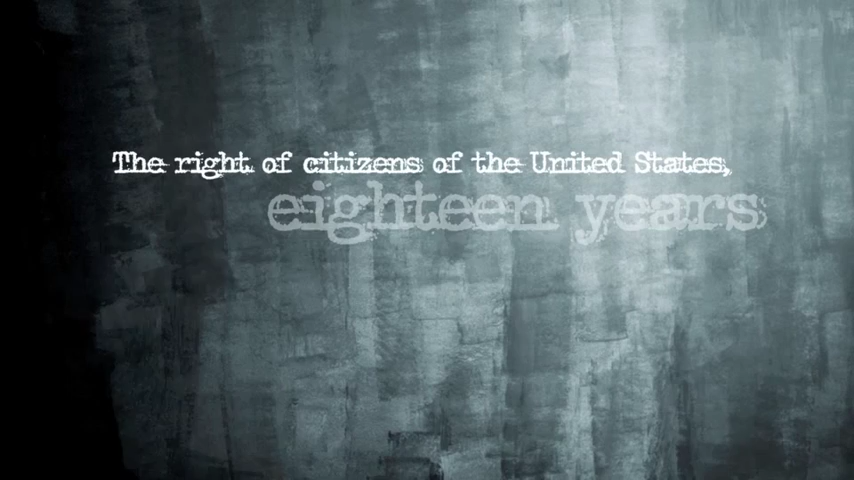 The right of citizens of the United States,
eighteen years